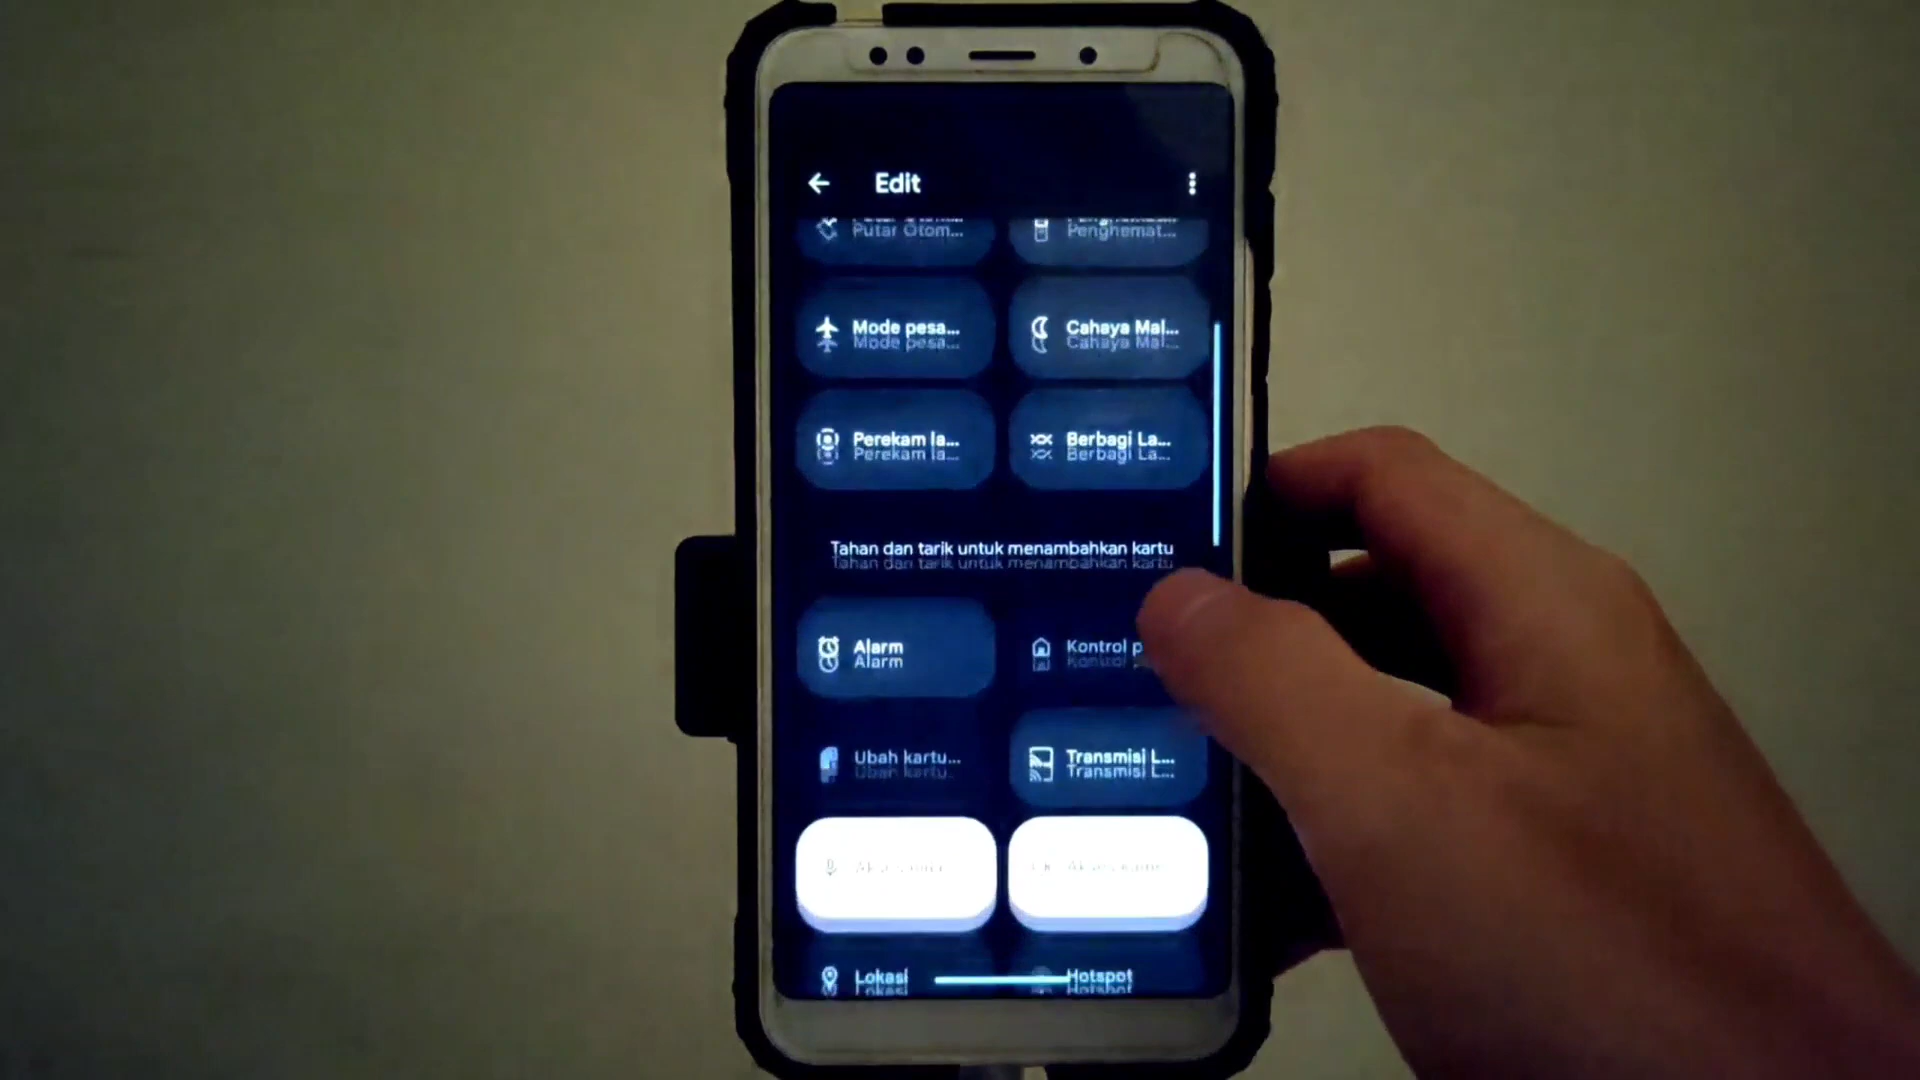 Edit
Putar Otom... Penghemat...
Mode pesa... Cahaya Mal...
Perekam la... Berbagi La...
Tahan dan tarik untuk menambahkan kartu
Alarm Kontrol p
Ubah kartu... Transmisi L...
Lokasi Hotspot